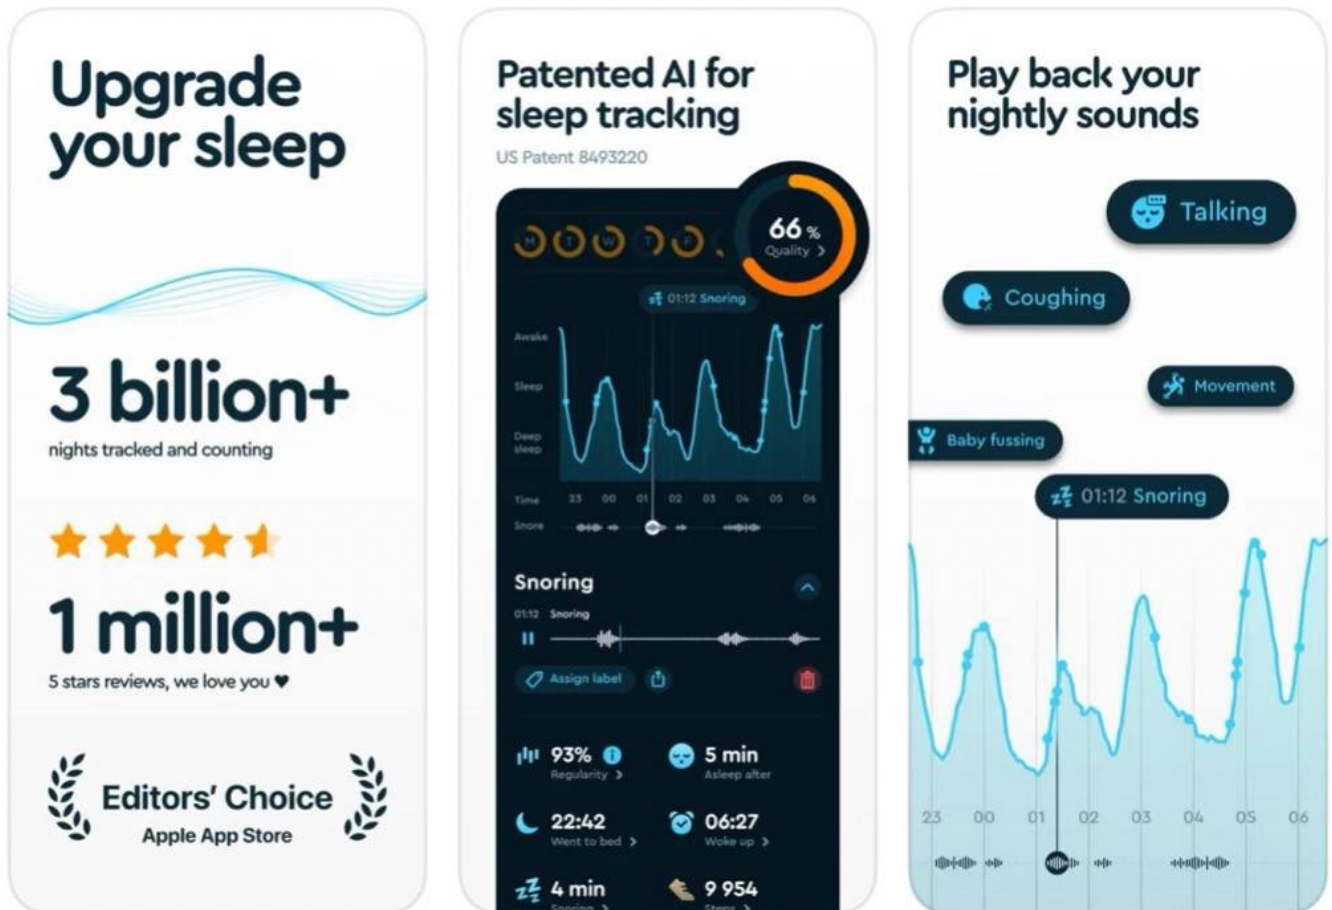 Upgrade
your sleep
3 billion+
nights tracked and counting
1 million+
5 stars reviews, we love you ♥
Editors' Choice
Apple App Store
Patented AI for
sleep tracking
US Patent 8493220
M T W T F
66 %
Quality >
01:12 Snoring
Awake
Sleep
Deep
sleep
Time 23 00 01 02 03 04 05 06
Snore
Snoring
01:12 Snoring
Assign label
93% 5 min
Regularity > Asleep after
22:42 06:27
Went to bed > Woke up >
4 min 9 954
Snoring > Steps >
Play back your
nightly sounds
Talking
Coughing
Movement
Baby fussing
01:12 Snoring
23 00 01 02 03 04 05 06